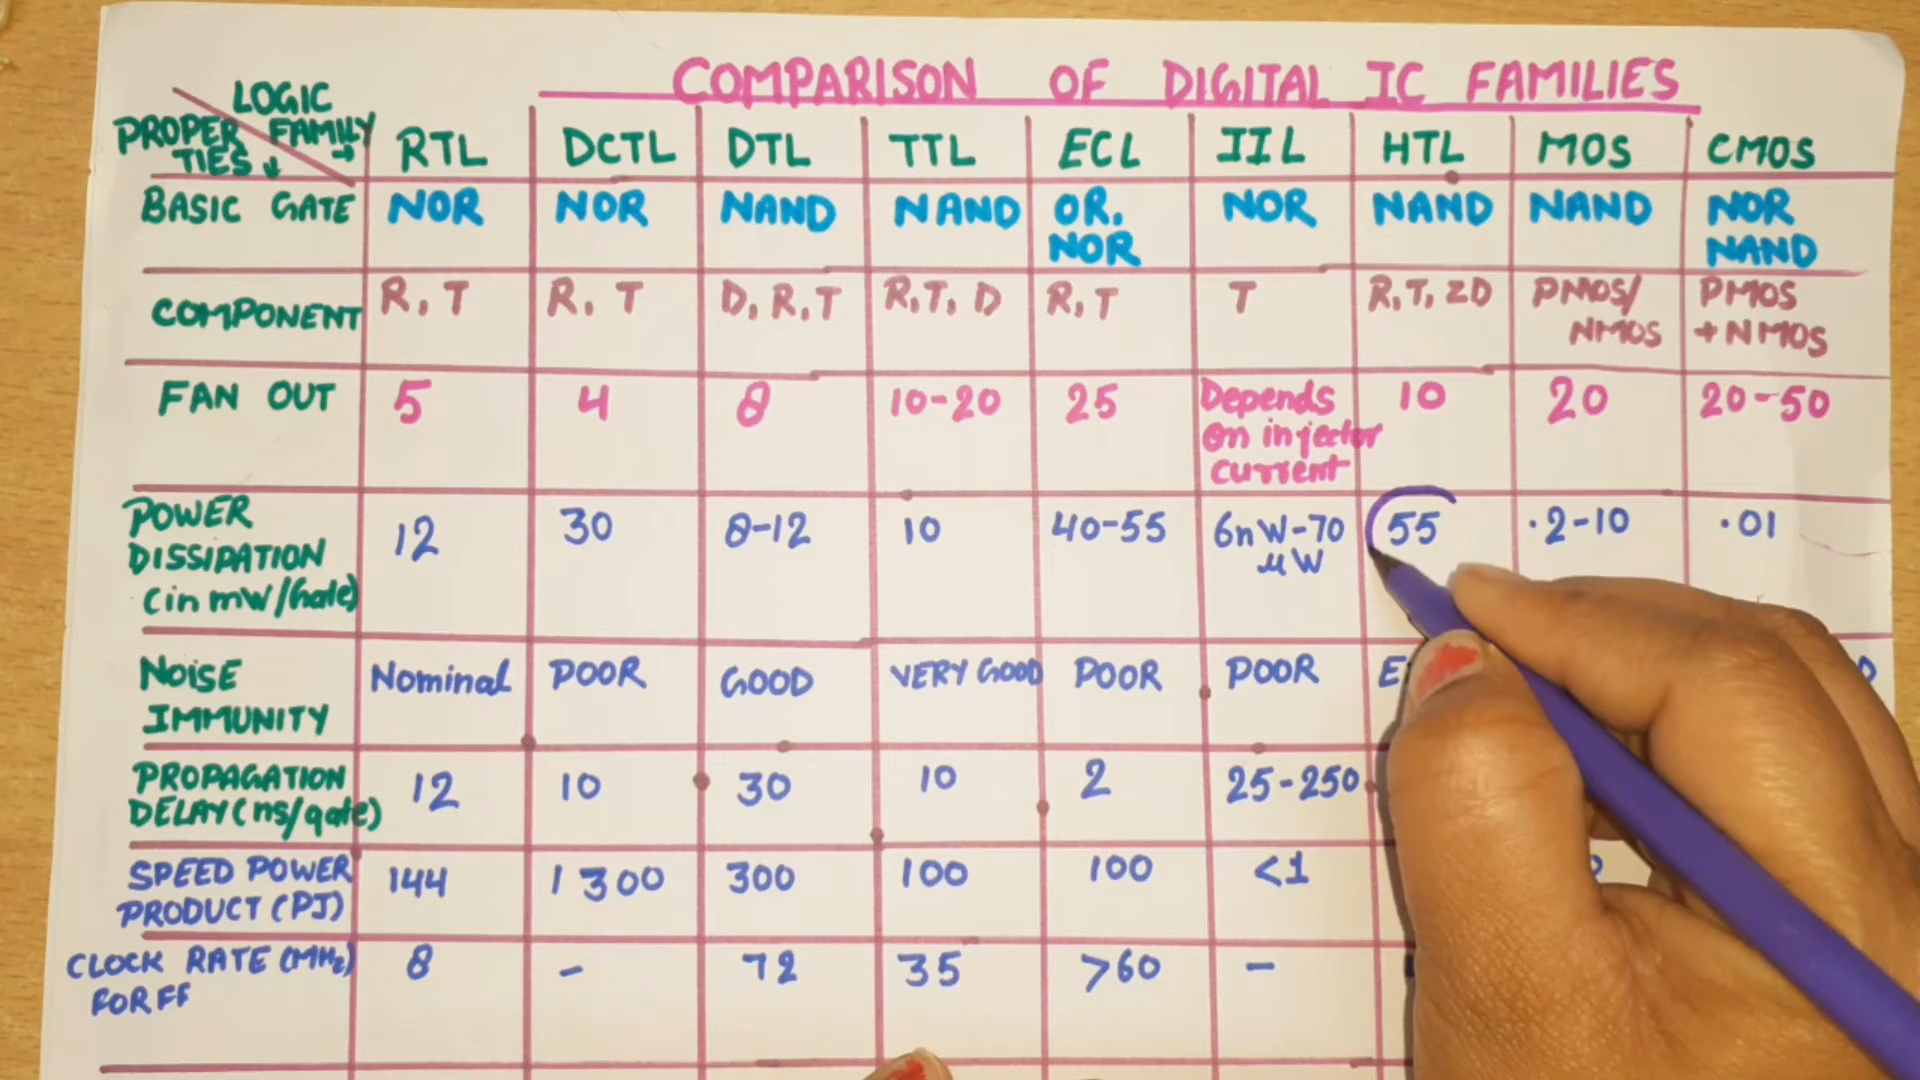 COMPARISON OF DIGITAL IC FAMILIES
LOGIC
FAMILY →
PROPER
TIES ↓
RTL DCTL DTL TTL ECL IIL HTL MOS CMOS
BASIC GATE NOR NOR NAND NAND OR. NOR NAND NAND NOR
NOR NAND
COMPONENT R, T R, T D, R, T R, T, D R, T T R, T, ZD PMOS/ PMOS
NMOS + NMOS
FAN OUT 5 4 8 10-20 25 Depends 10 20 20-50
on injector
current
POWER 12 30 8-12 10 40-55 6nW-70 55 .2-10 .01
DISSIPATION μW
(in mW/Gate)
NOISE Nominal POOR GOOD VERY GOOD POOR POOR
IMMUNITY
PROPAGATION 12 10 30 10 2 25-250
DELAY (ns/gate)
SPEED POWER 144 1 300 300 100 100 <1
PRODUCT (PJ)
CLOCK RATE (MHz) 8 - 72 35 >60 -
FOR FF